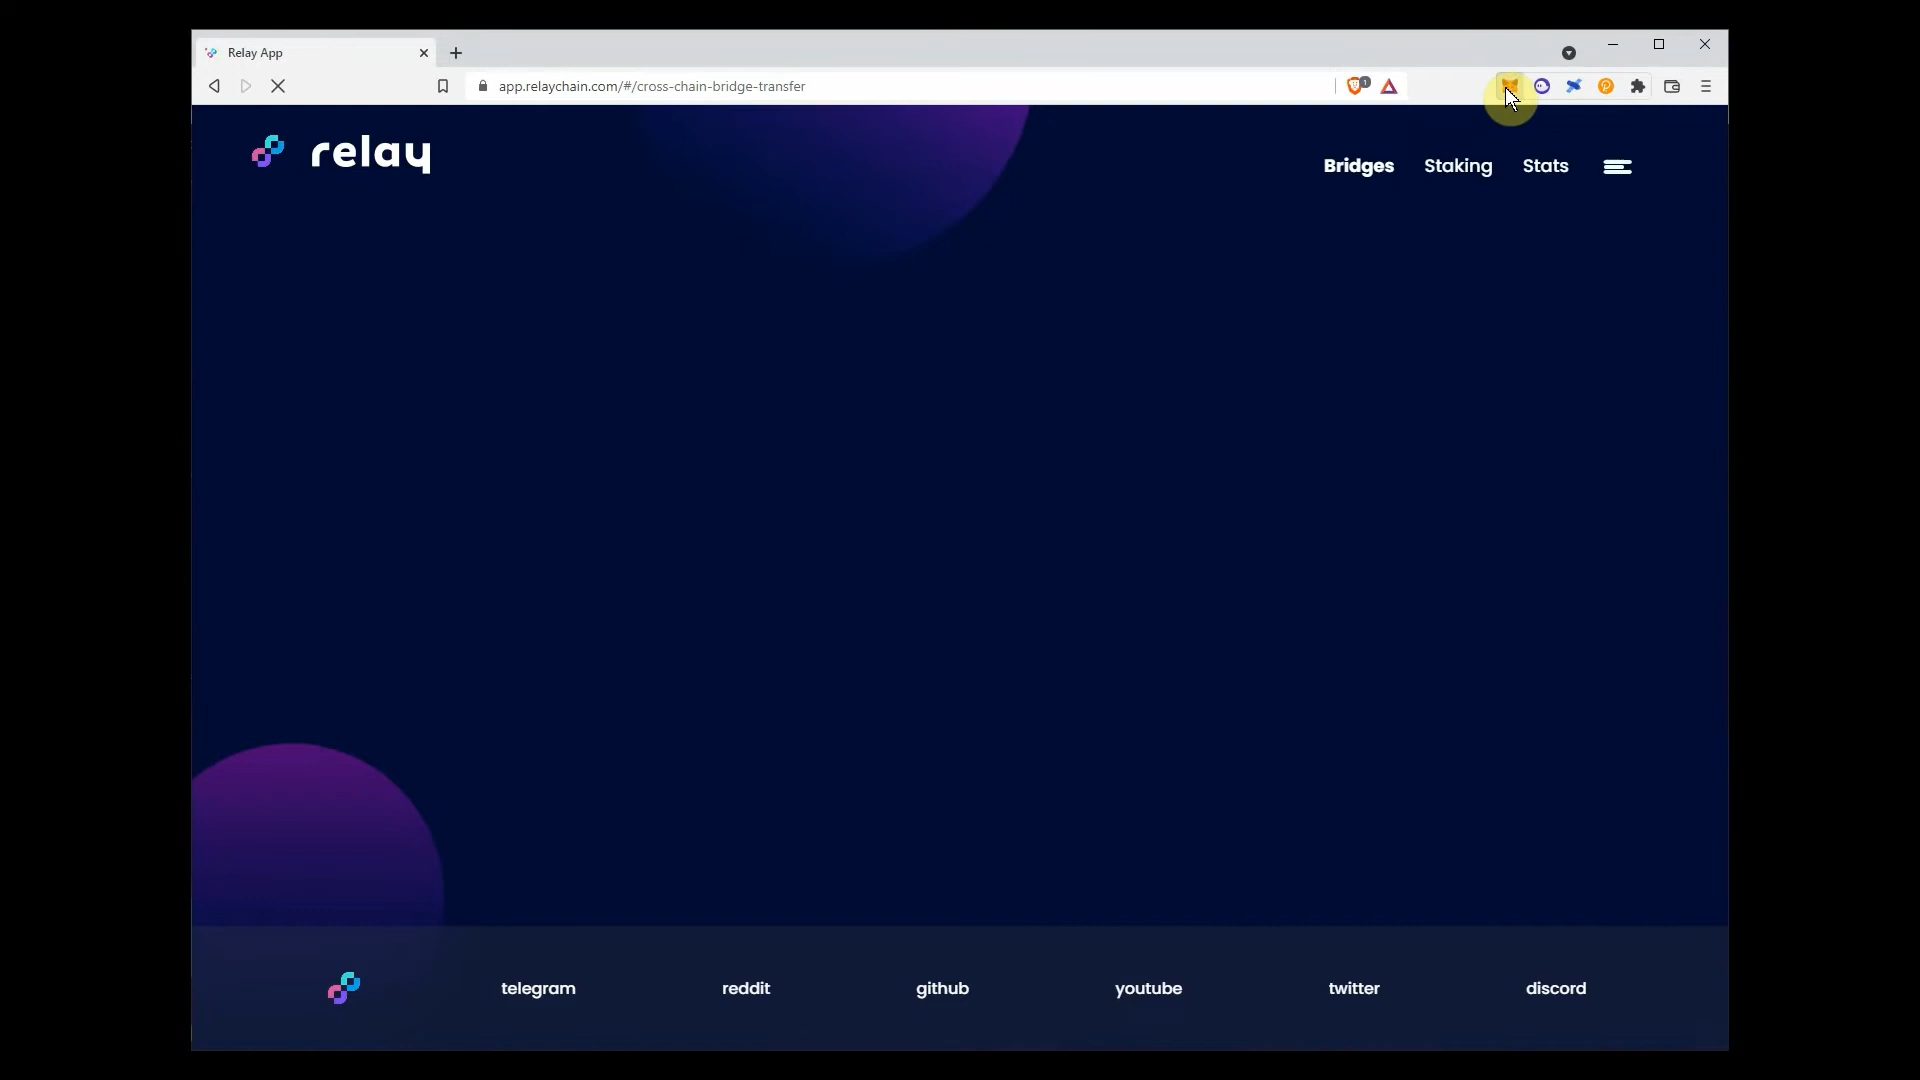 Relay App
app.relaychain.com/#/cross-chain-bridge-transfer
1
relay
Bridges Staking Stats
telegram reddit github youtube twitter discord